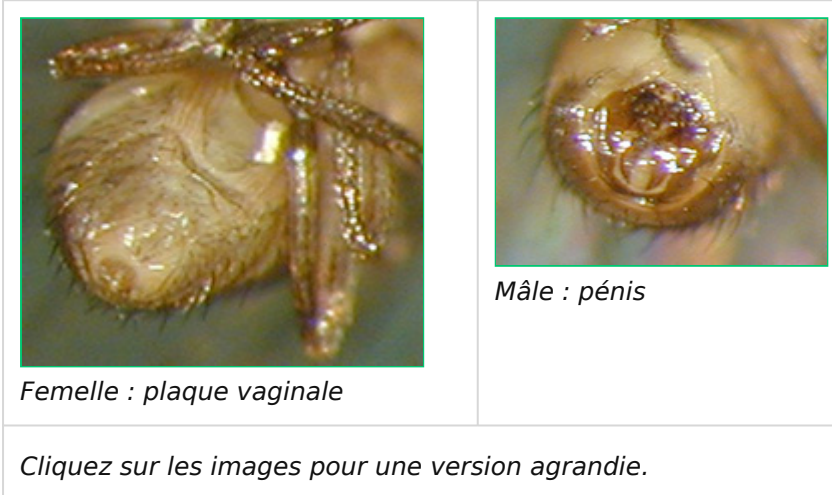 Femelle : plaque vaginale
Mâle : pénis
Cliquez sur les images pour une version agrandie.